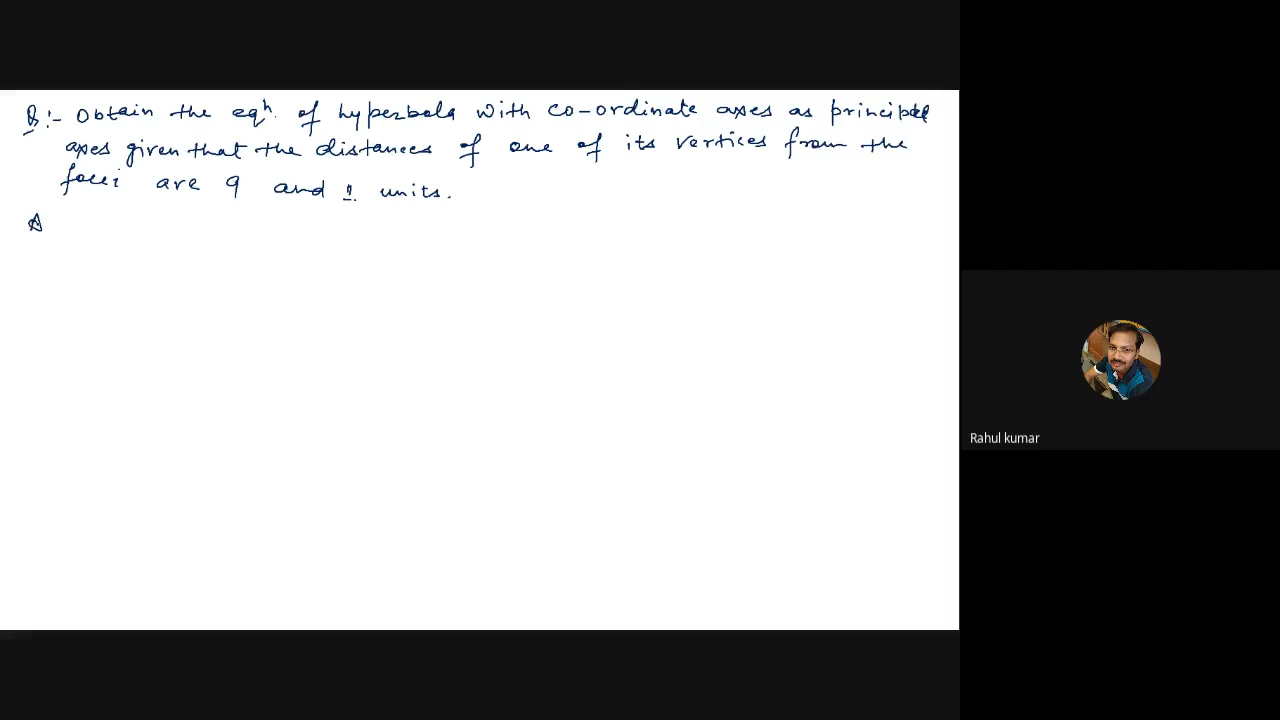 Q:- Obtain the eqn. of hyperbola with co-ordinate axes as principal
axes given that the distances of one of its vertices from the
foci are 9 and 1 units.
A
Rahul kumar